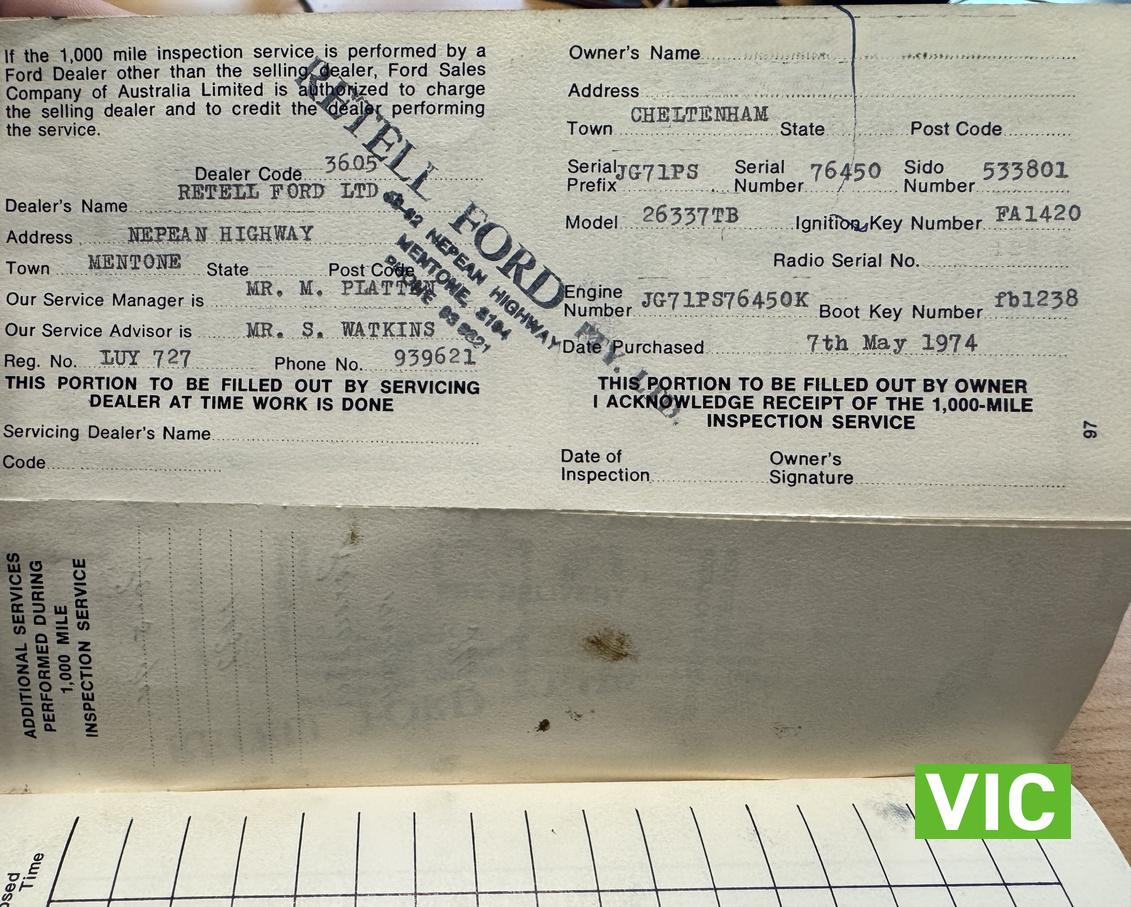 If the 1,000 mile inspection service is performed by a
Ford Dealer other than the selling dealer, Ford Sales
Company of Australia Limited is authorized to charge
the selling dealer and to credit the dealer performing
the service.
Dealer Code 3605
Dealer's Name RETELL FORD LTD
Address NEPEAN HIGHWAY
Town MENTONE State Post Code
Our Service Manager is MR. M. PLATTEN
Our Service Advisor is MR. S. WATKINS
Reg. No. LUY 727 Phone No. 939621
THIS PORTION TO BE FILLED OUT BY SERVICING
DEALER AT TIME WORK IS DONE
Servicing Dealer's Name
Code
RETELL FORD PTY. LTD.
NEPEAN HIGHWAY
MENTONE, 3194
PHONE 93 9621
Owner's Name
Address
Town CHELTENHAM State Post Code
Serial Prefix JG71PS Serial Number 76450 Sido Number 533801
Model 26337TB Ignition Key Number FA1420
Radio Serial No.
Engine Number JG71PS76450K Boot Key Number fb1238
Date Purchased 7th May 1974
THIS PORTION TO BE FILLED OUT BY OWNER
I ACKNOWLEDGE RECEIPT OF THE 1,000-MILE
INSPECTION SERVICE
Date of Inspection Owner's Signature
97
ADDITIONAL SERVICES
PERFORMED DURING
1,000 MILE
INSPECTION SERVICE
Time
VIC